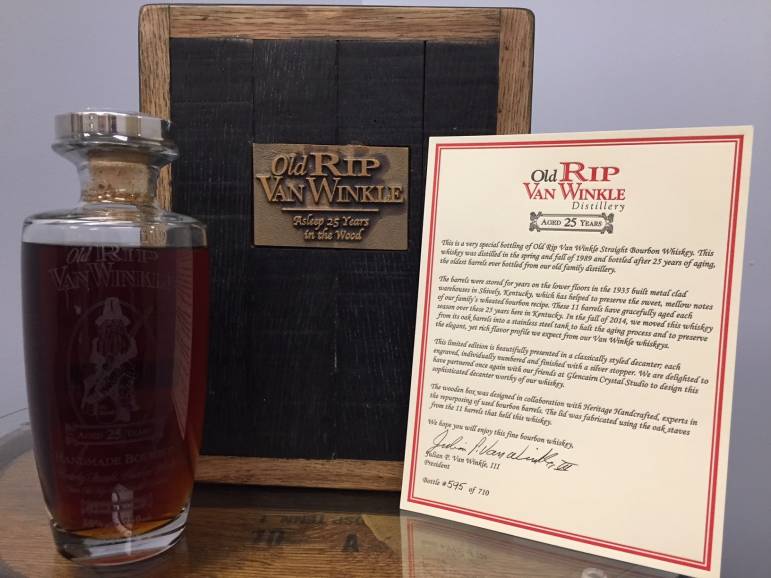 Old RIP
VAN WINKLE
AGED 25
HANDMADE BOURBON
Old RIP
VAN WINKLE
Asleep 25 Years
in the Wood
Old RIP
VAN WINKLE
Distillery
AGED 25 YEARS
This is a very special bottling of Old Rip Van Winkle Straight Bourbon Whiskey. This
whiskey was distilled in the spring and fall of 1989 and bottled after 25 years of aging,
the oldest barrels ever bottled from our old family distillery.
The barrels were stored for years on the lower floors in the 1935 built metal clad
warehouses in Shively, Kentucky, which has helped to preserve the sweet, mellow notes
of our family's wheated bourbon recipe. These 11 barrels have gracefully aged each
season over these 25 years here in Kentucky. In the fall of 2014, we moved this whiskey
from its oak barrels into a stainless steel tank to halt the aging process and to preserve
the elegant, yet rich flavor profile we expect from our Van Winkle whiskeys.
This limited edition is beautifully presented in a classically styled decanter; each
engraved, individually numbered and finished with a silver stopper. We are delighted to
have partnered once again with our friends at Glencairn Crystal Studio to design this
sophisticated decanter worthy of our whiskey.
The wooden box was designed in collaboration with Heritage Handcrafted, experts in
the repurposing of used bourbon barrels. The lid was fabricated using the oak staves
from the 11 barrels that held this whiskey.
We hope you will enjoy this fine bourbon whiskey,
Julian P. Van Winkle III
Julian P. Van Winkle, III
President
Bottle #595 of 710